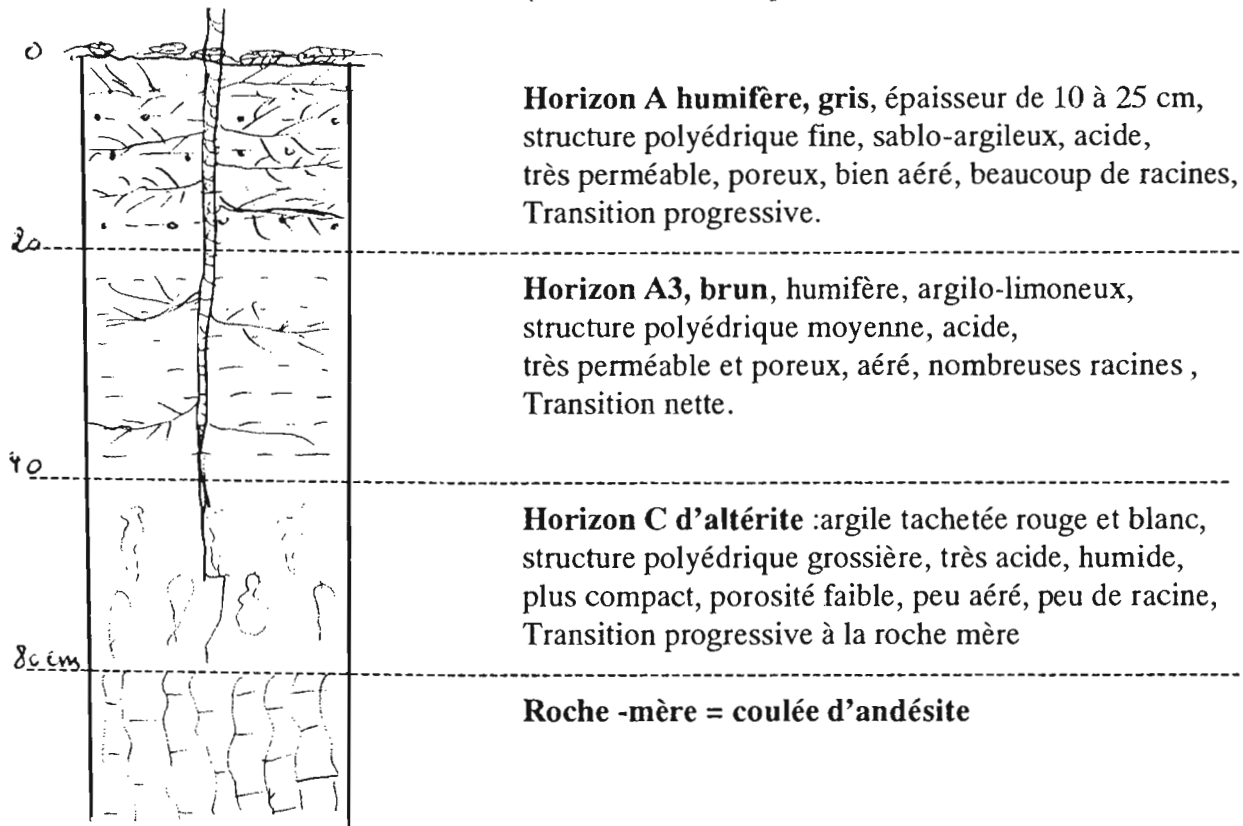 0
Horizon A humifère, gris, épaisseur de 10 à 25 cm,
structure polyédrique fine, sablo-argileux, acide,
très perméable, poreux, bien aéré, beaucoup de racines,
Transition progressive.
20
Horizon A3, brun, humifère, argilo-limoneux,
structure polyédrique moyenne, acide,
très perméable et poreux, aéré, nombreuses racines ,
Transition nette.
40
Horizon C d'altérite :argile tachetée rouge et blanc,
structure polyédrique grossière, très acide, humide,
plus compact, porosité faible, peu aéré, peu de racine,
Transition progressive à la roche mère
80 cm
Roche -mère = coulée d'andésite